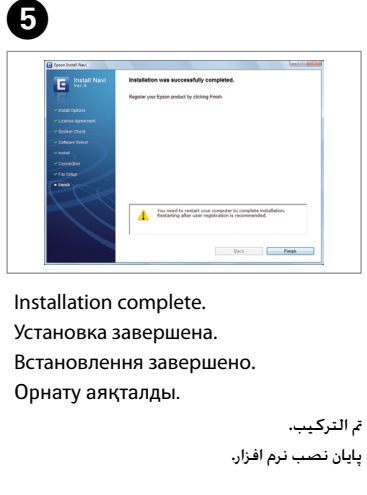 5
Epson Install Navi
Install Navi
Installation was successfully completed.
Register your Epson product by clicking Finish.
Install Options
License Agreement
System Check
Software Select
Install
Connection
Fax Setup
Finish
You need to restart your computer to complete installation.
Restarting after user registration is recommended.
Back
Finish
Installation complete.
Установка завершена.
Встановлення завершено.
Орнату аяқталды.
تم التركيب.
پایان نصب نرم افزار.